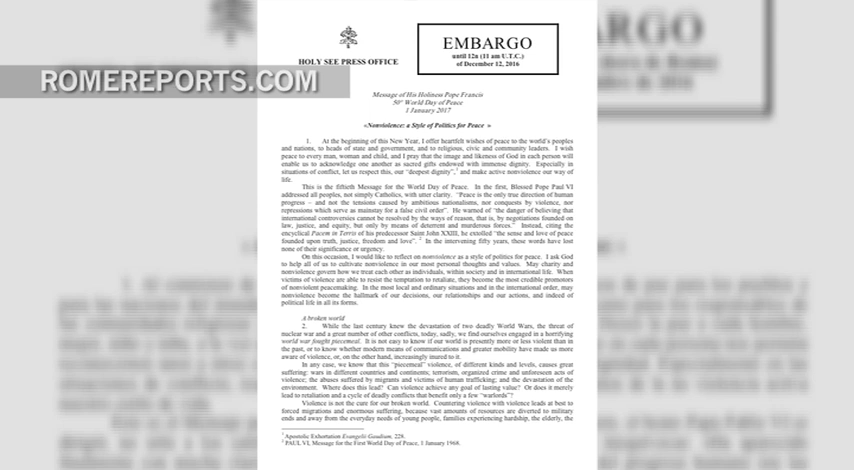 ROMEREPORTS.COM
HOLY SEE PRESS OFFICE
EMBARGO
until 12n (11 am U.T.C.)
of December 12, 2016
Message of His Holiness Pope Francis
50° World Day of Peace
1 January 2017
«Nonviolence: a Style of Politics for Peace »
1. At the beginning of this New Year, I offer heartfelt wishes of peace to the world's peoples
and nations, to heads of state and government, and to religious, civic and community leaders. I wish
peace to every man, woman and child, and I pray that the image and likeness of God in each person will
enable us to acknowledge one another as sacred gifts endowed with immense dignity. Especially in
situations of conflict, let us respect this, our “deepest dignity”,1 and make active nonviolence our way of
life.
This is the fiftieth Message for the World Day of Peace. In the first, Blessed Pope Paul VI
addressed all peoples, not simply Catholics, with utter clarity. “Peace is the only true direction of human
progress – and not the tensions caused by ambitious nationalisms, nor conquests by violence, nor
repressions which serve as mainstay for a false civil order”. He warned of “the danger of believing that
international controversies cannot be resolved by the ways of reason, that is, by negotiations founded on
law, justice, and equity, but only by means of deterrent and murderous forces.” Instead, citing the
encyclical Pacem in Terris of his predecessor Saint John XXIII, he extolled “the sense and love of peace
founded upon truth, justice, freedom and love”. 2 In the intervening fifty years, these words have lost
none of their significance or urgency.
On this occasion, I would like to reflect on nonviolence as a style of politics for peace. I ask God
to help all of us to cultivate nonviolence in our most personal thoughts and values. May charity and
nonviolence govern how we treat each other as individuals, within society and in international life. When
victims of violence are able to resist the temptation to retaliate, they become the most credible promotors
of nonviolent peacemaking. In the most local and ordinary situations and in the international order, may
nonviolence become the hallmark of our decisions, our relationships and our actions, and indeed of
political life in all its forms.
A broken world
2. While the last century knew the devastation of two deadly World Wars, the threat of
nuclear war and a great number of other conflicts, today, sadly, we find ourselves engaged in a horrifying
world war fought piecemeal. It is not easy to know if our world is presently more or less violent than in
the past, or to know whether modern means of communications and greater mobility have made us more
aware of violence, or, on the other hand, increasingly inured to it.
In any case, we know that this “piecemeal” violence, of different kinds and levels, causes great
suffering: wars in different countries and continents; terrorism, organized crime and unforeseen acts of
violence; the abuses suffered by migrants and victims of human trafficking; and the devastation of the
environment. Where does this lead? Can violence achieve any goal of lasting value? Or does it merely
lead to retaliation and a cycle of deadly conflicts that benefit only a few “warlords”?
Violence is not the cure for our broken world. Countering violence with violence leads at best to
forced migrations and enormous suffering, because vast amounts of resources are diverted to military
ends and away from the everyday needs of young people, families experiencing hardship, the elderly, the
1 Apostolic Exhortation Evangelii Gaudium, 228.
2 PAUL VI, Message for the First World Day of Peace, 1 January 1968.